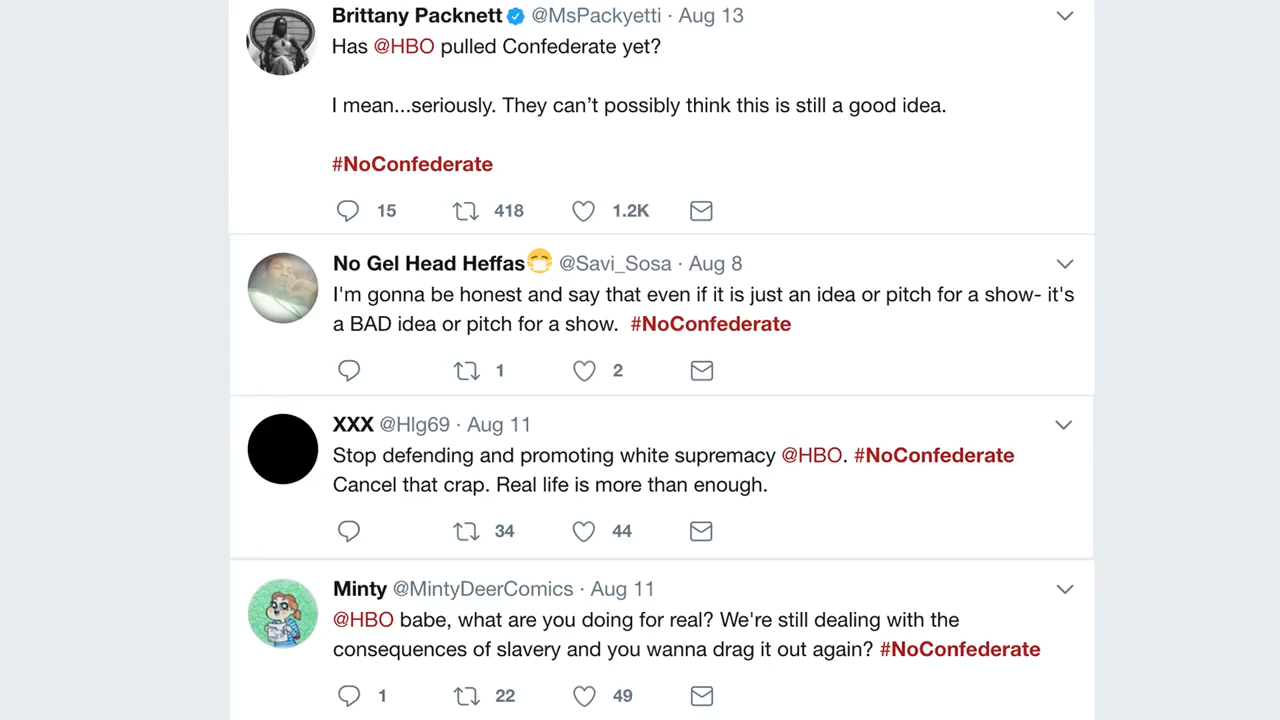 Brittany Packnett @MsPackyetti · Aug 13
Has @HBO pulled Confederate yet?
I mean...seriously. They can’t possibly think this is still a good idea.
#NoConfederate
15 418 1.2K
No Gel Head Heffas😷 @Savi_Sosa · Aug 8
I'm gonna be honest and say that even if it is just an idea or pitch for a show- it's
a BAD idea or pitch for a show. #NoConfederate
1 2
XXX @Hlg69 · Aug 11
Stop defending and promoting white supremacy @HBO. #NoConfederate
Cancel that crap. Real life is more than enough.
34 44
Minty @MintyDeerComics · Aug 11
@HBO babe, what are you doing for real? We're still dealing with the
consequences of slavery and you wanna drag it out again? #NoConfederate
1 22 49